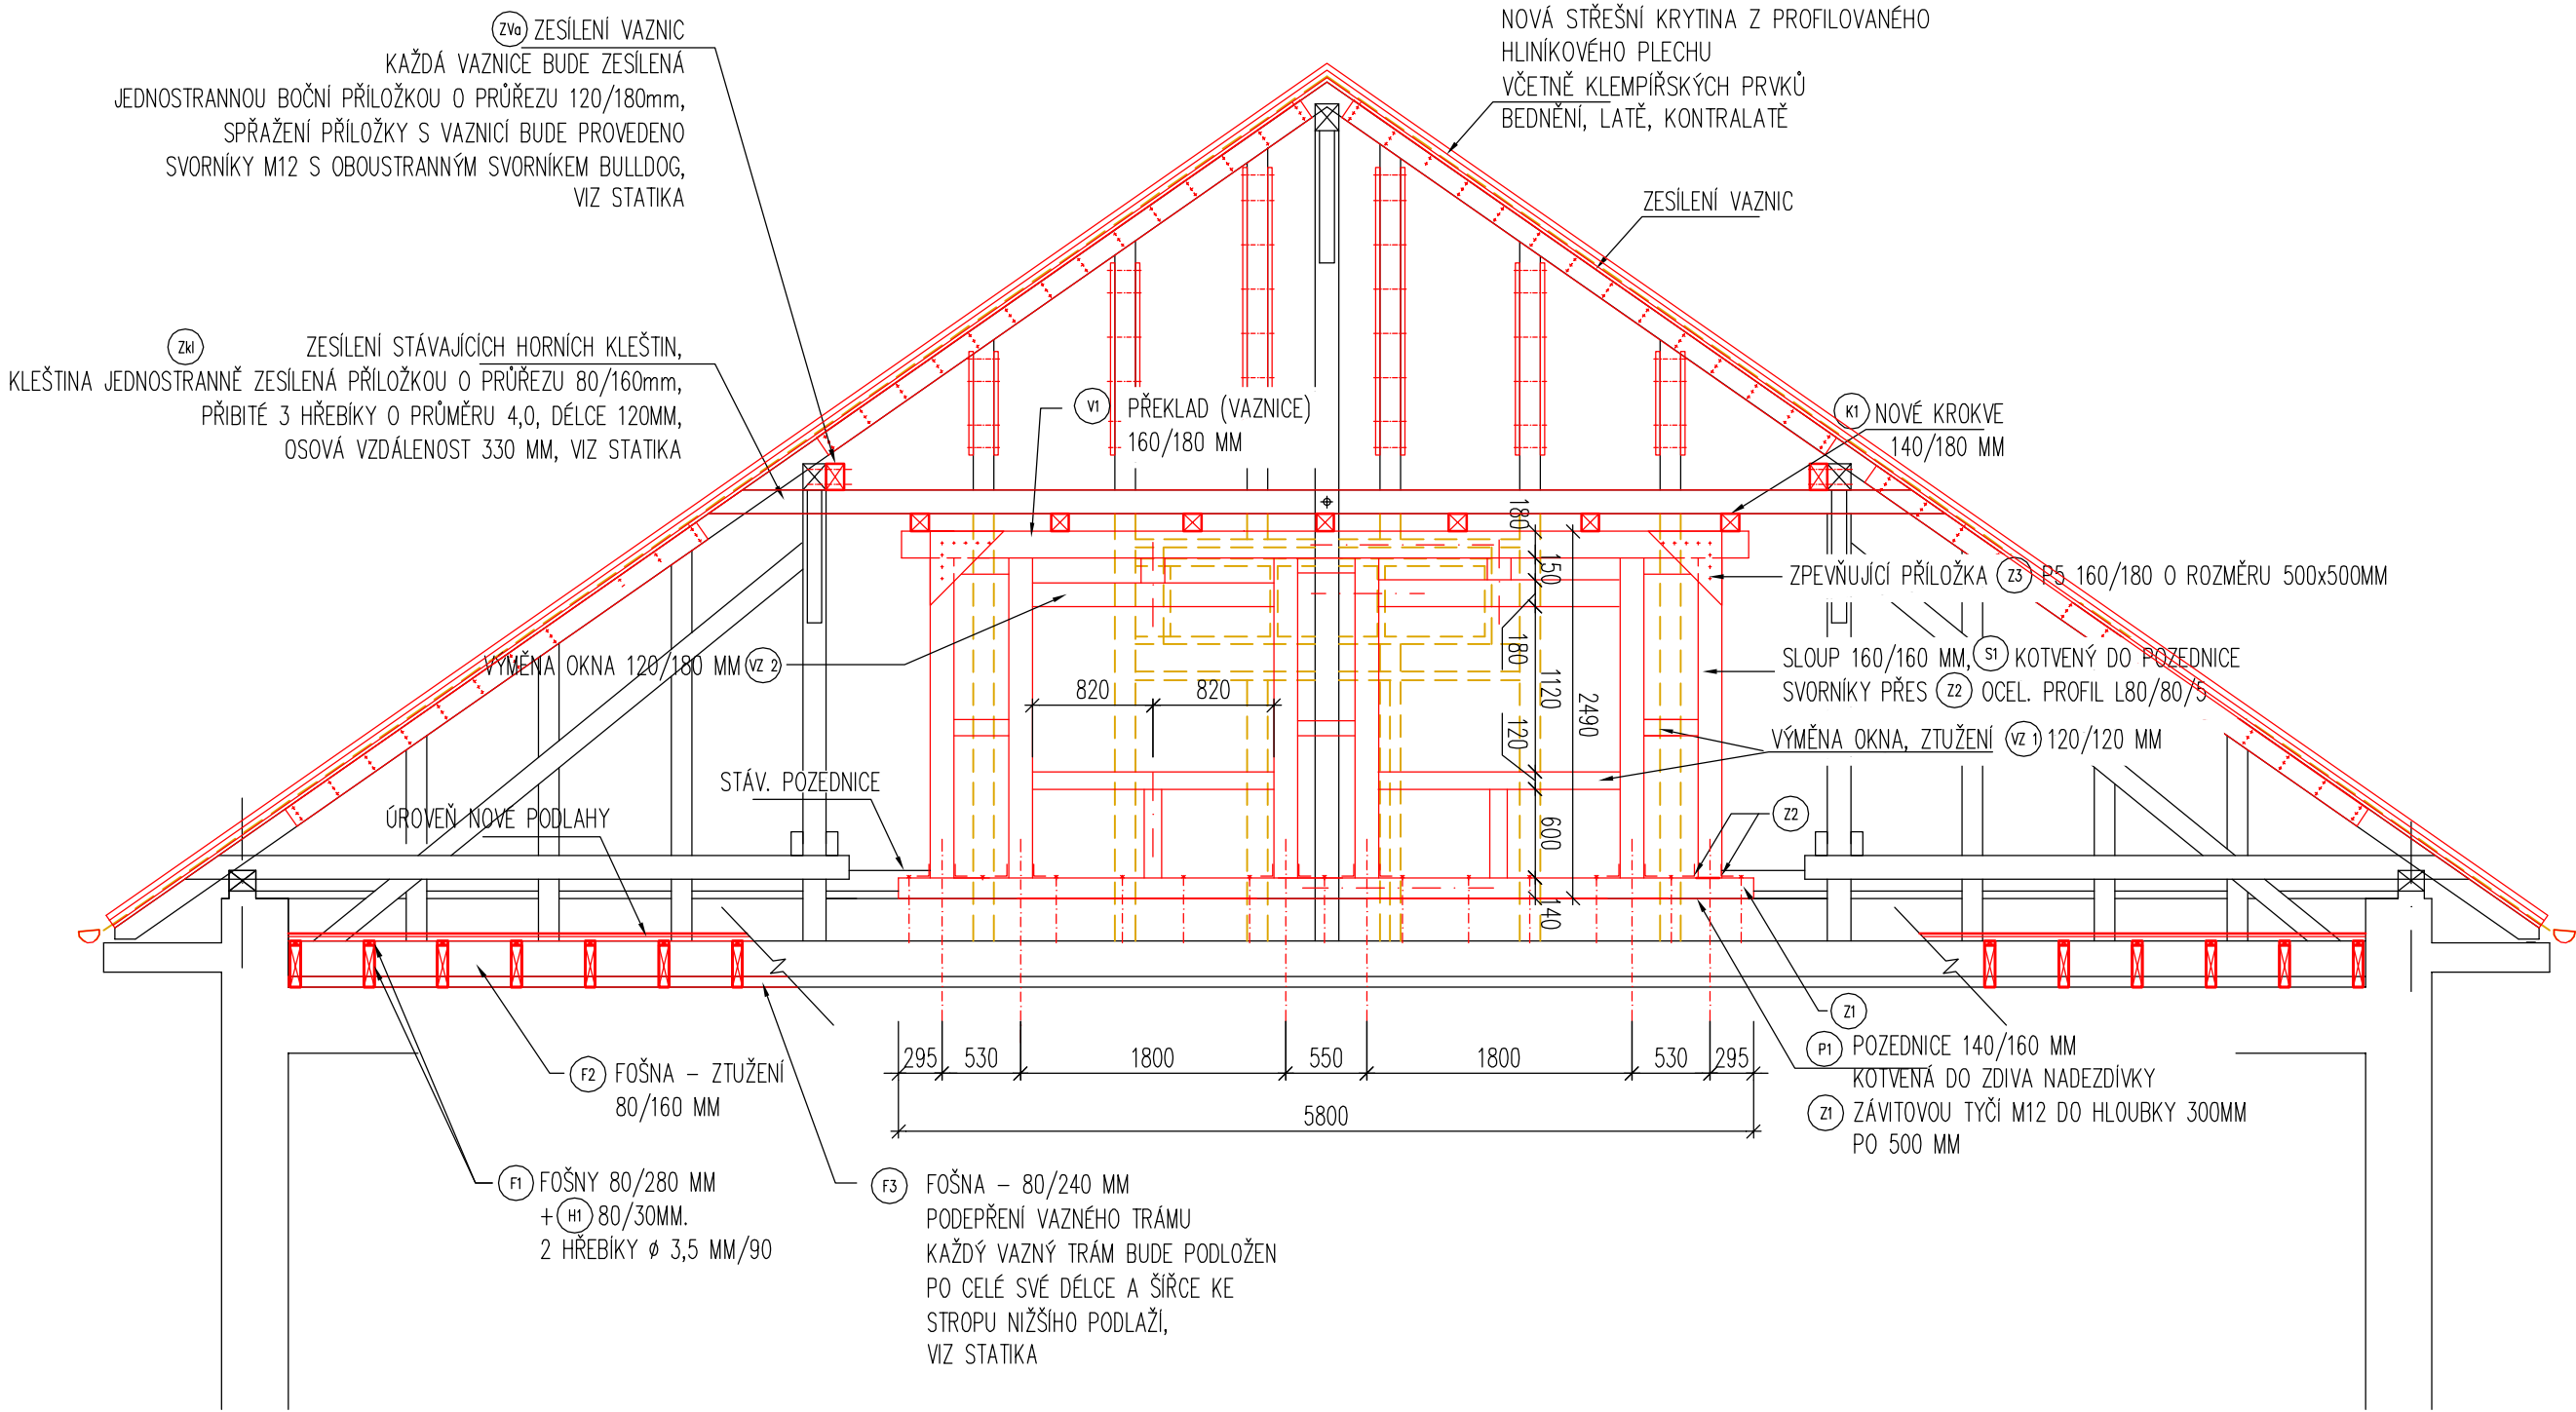 ZVa ZESÍLENÍ VAZNIC
KAŽDÁ VAZNICE BUDE ZESÍLENÁ
JEDNOSTRANNOU BOČNÍ PŘÍLOŽKOU O PRŮŘEZU 120/180mm,
SPŘAŽENÍ PŘÍLOŽKY S VAZNICÍ BUDE PROVEDENO
SVORNÍKY M12 S OBOUSTRANNÝM SVORNÍKEM BULLDOG,
VIZ STATIKA
NOVÁ STŘEŠNÍ KRYTINA Z PROFILOVANÉHO
HLINÍKOVÉHO PLECHU
VČETNĚ KLEMPÍŘSKÝCH PRVKŮ
BEDNĚNÍ, LATĚ, KONTRALATĚ
ZESÍLENÍ VAZNIC
Zkl ZESÍLENÍ STÁVAJÍCÍCH HORNÍCH KLEŠTIN,
KLEŠTINA JEDNOSTRANNĚ ZESÍLENÁ PŘÍLOŽKOU O PRŮŘEZU 80/160mm,
PŘIBITÉ 3 HŘEBÍKY O PRŮMĚRU 4,0, DÉLCE 120MM,
OSOVÁ VZDÁLENOST 330 MM, VIZ STATIKA
V1 PŘEKLAD (VAZNICE)
160/180 MM
K1 NOVÉ KROKVE
140/180 MM
180
150
180
1120
120
600
140
2490
ZPEVŇUJÍCÍ PŘÍLOŽKA Z3 P5 160/180 O ROZMĚRU 500x500MM
VÝMĚNA OKNA 120/180 MM VZ 2
SLOUP 160/160 MM, S1 KOTVENÝ DO POZEDNICE
SVORNÍKY PŘES Z2 OCEL. PROFIL L80/80/5
820
820
VÝMĚNA OKNA, ZTUŽENÍ VZ 1 120/120 MM
STÁV. POZEDNICE
ÚROVEŇ NOVÉ PODLAHY
Z2
Z1
295
530
1800
550
1800
530
295
5800
P1 POZEDNICE 140/160 MM
KOTVENÁ DO ZDIVA NADEZDÍVKY
Z1 ZÁVITOVOU TYČÍ M12 DO HLOUBKY 300MM
PO 500 MM
F2 FOŠNA – ZTUŽENÍ
80/160 MM
F1 FOŠNY 80/280 MM
+ H1 80/30MM.
2 HŘEBÍKY ø 3,5 MM/90
F3 FOŠNA – 80/240 MM
PODEPŘENÍ VAZNÉHO TRÁMU
KAŽDÝ VAZNÝ TRÁM BUDE PODLOŽEN
PO CELÉ SVÉ DÉLCE A ŠÍŘCE KE
STROPU NIŽŠÍHO PODLAŽÍ,
VIZ STATIKA